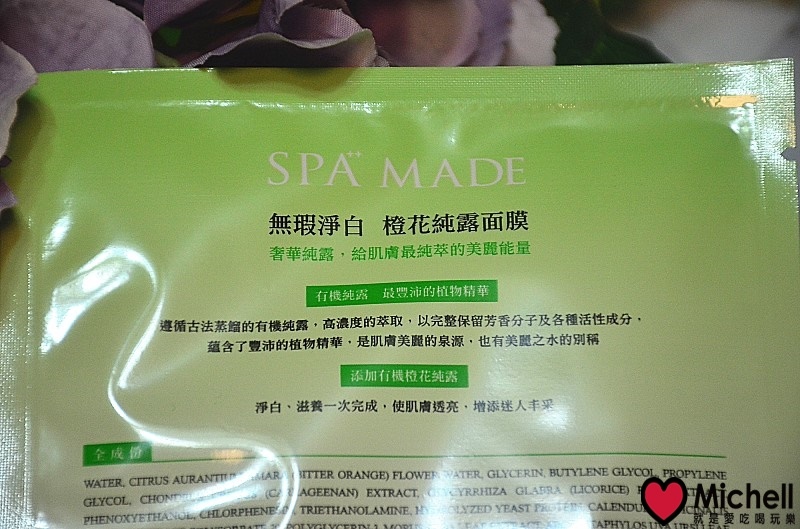 SPA++ MADE
無瑕淨白 橙花純露面膜
奢華純露，給肌膚最純萃的美麗能量
有機純露 最豐沛的植物精華
遵循古法蒸餾的有機純露，高濃度的萃取，以完整保留芳香分子及各種活性成分，
蘊含了豐沛的植物精華，是肌膚美麗的泉源，也有美麗之水的別稱
添加有機橙花純露
淨白、滋養一次完成，使肌膚透亮，增添迷人丰采
全成份
WATER, CITRUS AURANTIUM (BITTER ORANGE) FLOWER WATER, GLYCERIN, BUTYLENE GLYCOL, PROPYLENE
GLYCOL, (CARRAGEENAN) EXTRACT, GLYCYRRHIZA GLABRA (LICORICE)
PHENOXYETHANOL, CHLORPHENESIN, TRIETHANOLAMINE, HYDROLYZED YEAST PROTEIN, CALENDULA
Michell
就是愛吃喝玩樂